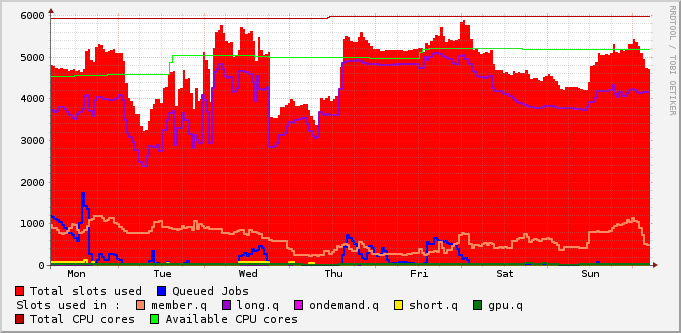 6000
5000
4000
3000
2000
1000
0
Mon Tue Wed Thu Fri Sat Sun
RRDTOOL / TOBI OETIKER
Total slots used Queued Jobs
Slots used in : member.q long.q ondemand.q short.q gpu.q
Total CPU cores Available CPU cores